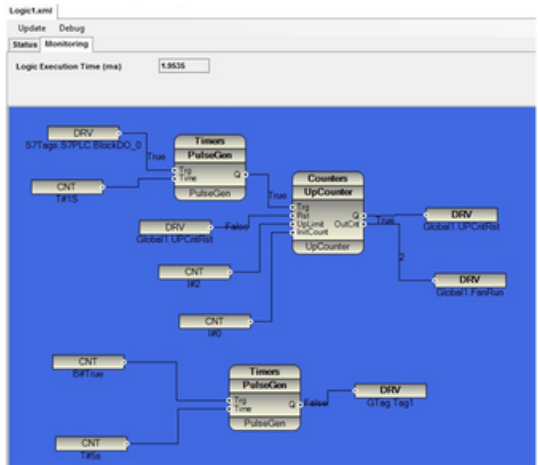 Logic1.xml
Update Debug
Status Monitoring
Logic Execution Time (ms) 1.9535
DRV
S7Tags.S7PLC.BlockDO_0
True
Timers
PulseGen
Trg
Time
Q
PulseGen
CNT
T#1S
True
Counters
UpCounter
Trg
Rst
UpLimit
InitCount
Q
OutCnt
UpCounter
DRV
Global1.UPCntRst
False
True
DRV
Global1.UPCntRst
CNT
I#2
2
DRV
Global1.FanRun
CNT
I#0
CNT
B#True
Timers
PulseGen
Trg
Time
Q
PulseGen
False
DRV
GTag.Tag1
CNT
T#5s